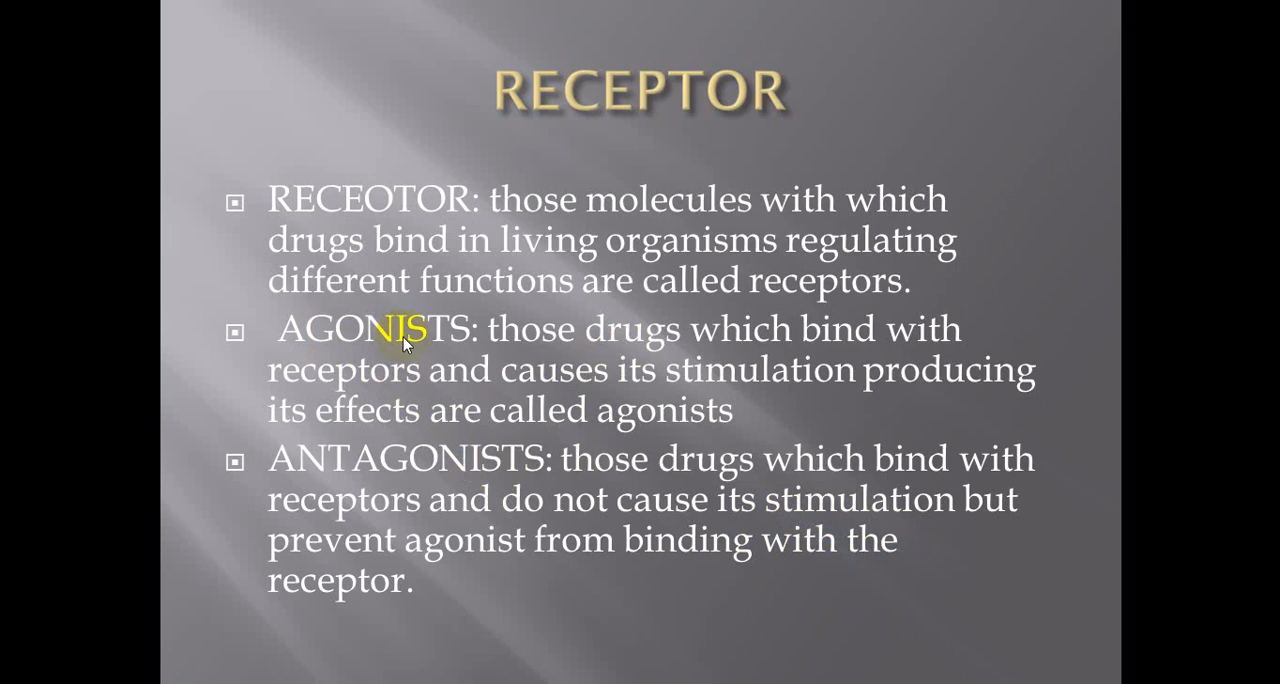 RECEPTOR
RECEOTOR: those molecules with which
drugs bind in living organisms regulating
different functions are called receptors.
AGONISTS: those drugs which bind with
receptors and causes its stimulation producing
its effects are called agonists
ANTAGONISTS: those drugs which bind with
receptors and do not cause its stimulation but
prevent agonist from binding with the
receptor.